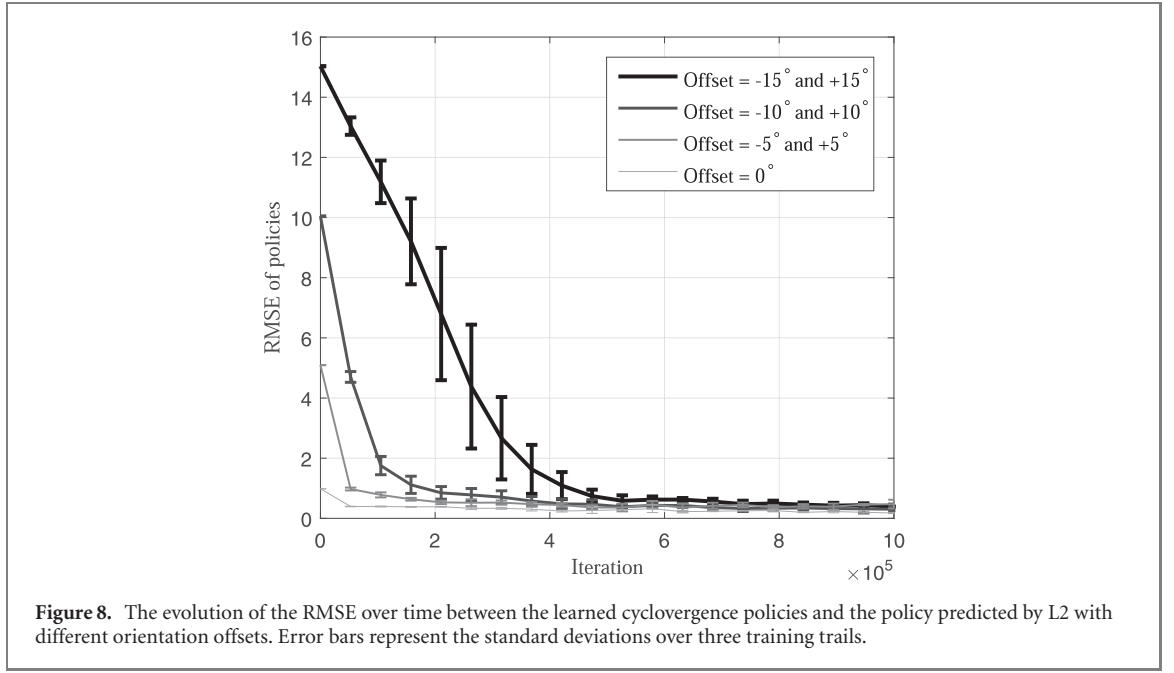 16
14
12
10
8
6
4
2
0
RMSE of policies
Offset = -15° and +15°
Offset = -10° and +10°
Offset = -5° and +5°
Offset = 0°
0 2 4 6 8 10
Iteration
×10⁵
Figure 8. The evolution of the RMSE over time between the learned cyclovergence policies and the policy predicted by L2 with
different orientation offsets. Error bars represent the standard deviations over three training trails.